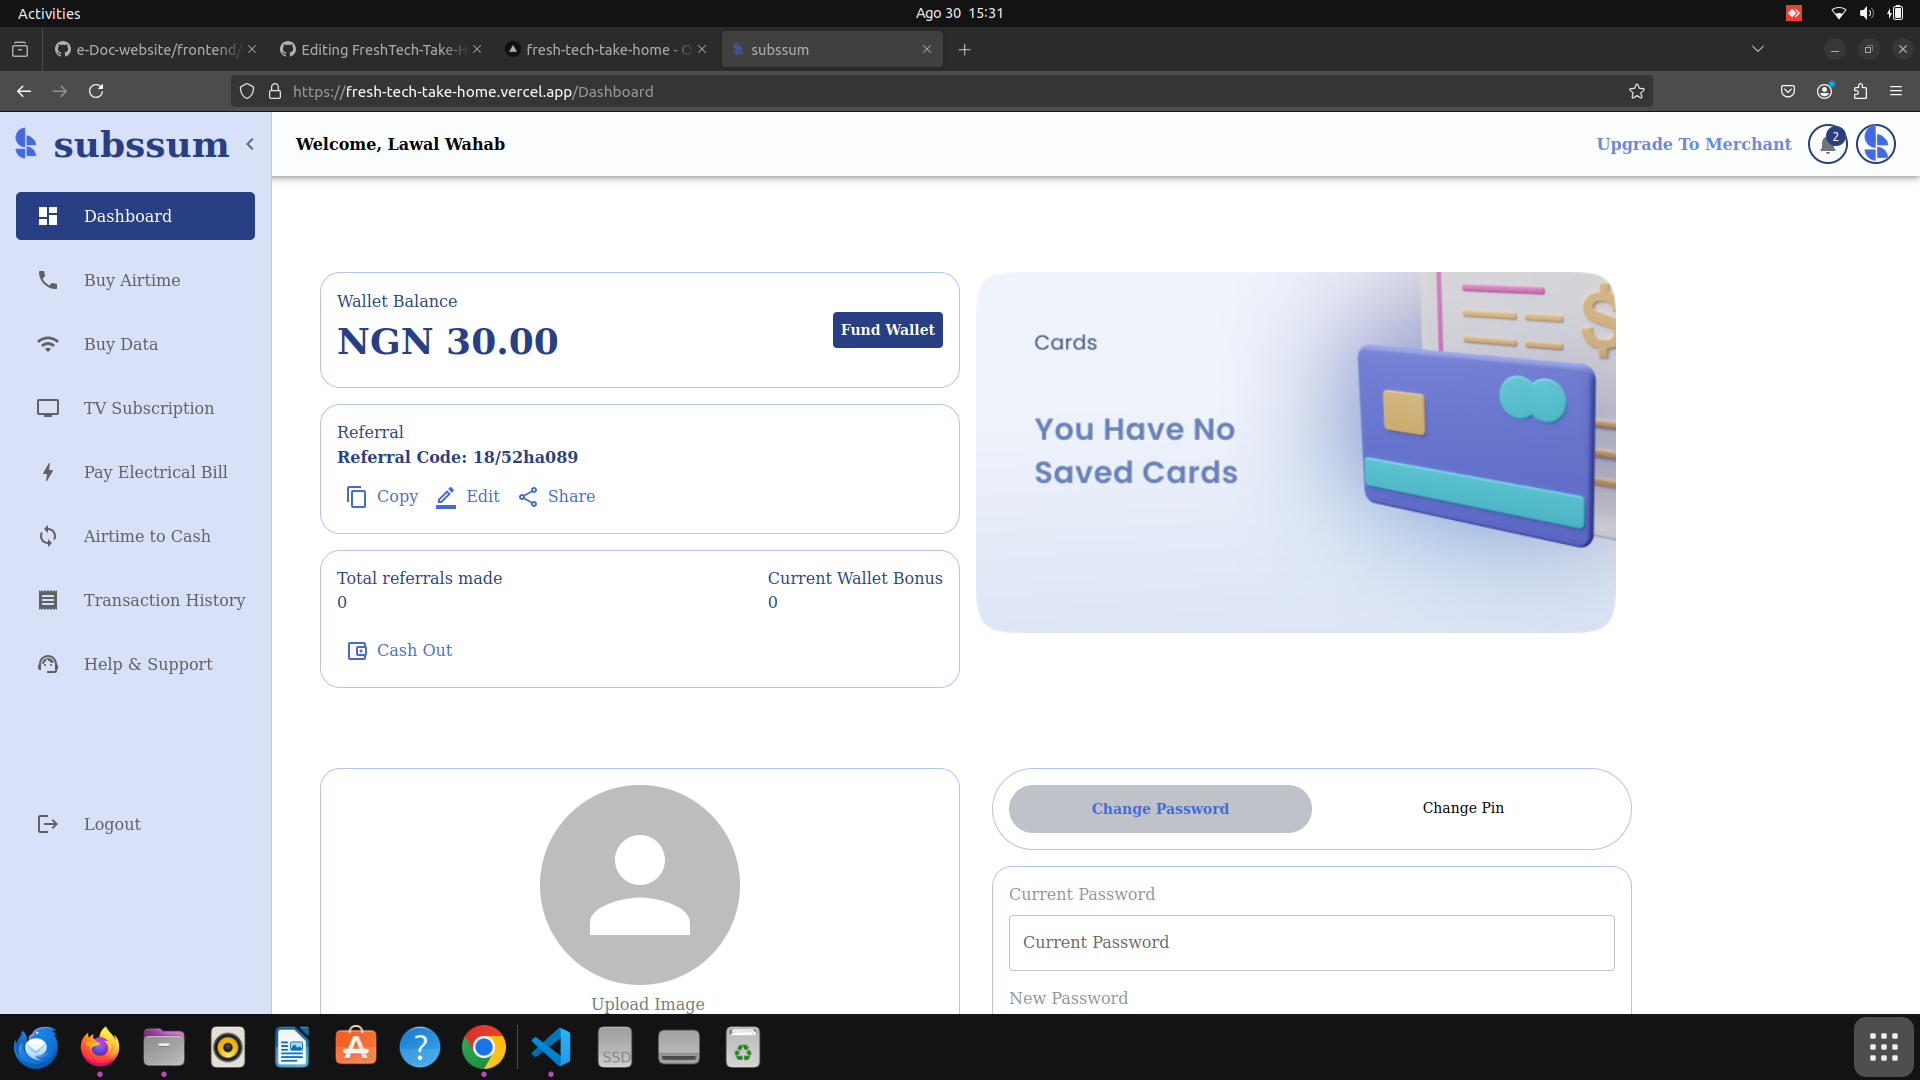 Activities
Ago 30 15:31
e-Doc-website/frontend/
Editing FreshTech-Take-H
fresh-tech-take-home - O
subssum
https://fresh-tech-take-home.vercel.app/Dashboard
subssum
Welcome, Lawal Wahab
Upgrade To Merchant
2
Dashboard
Buy Airtime
Buy Data
TV Subscription
Pay Electrical Bill
Airtime to Cash
Transaction History
Help & Support
Logout
Wallet Balance
NGN 30.00
Fund Wallet
Referral
Referral Code: 18/52ha089
Copy
Edit
Share
Total referrals made
0
Current Wallet Bonus
0
Cash Out
Cards
You Have No
Saved Cards
Upload Image
Change Password
Change Pin
Current Password
Current Password
New Password
SSD